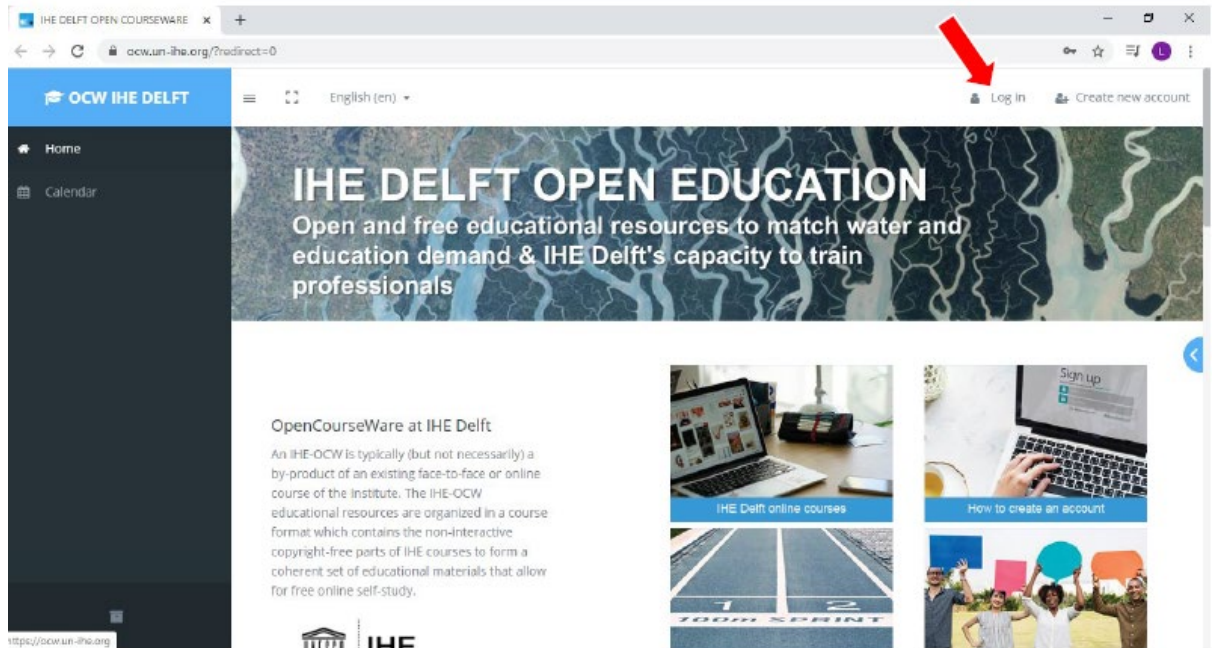 IHE DELFT OPEN COURSEWARE
ocw.un-ihe.org/?redirect=0
L
OCW IHE DELFT
English (en)
Log in
Create new account
Home
Calendar
IHE DELFT OPEN EDUCATION
Open and free educational resources to match water and
education demand & IHE Delft's capacity to train
professionals
OpenCourseWare at IHE Delft
An IHE-OCW is typically (but not necessarily) a
by-product of an existing face-to-face or online
course of the institute. The IHE-OCW
educational resources are organized in a course
format which contains the non-interactive
copyright-free parts of IHE courses to form a
coherent set of educational materials that allow
for free online self-study.
IHE
IHE Delft online courses
Sign up
How to create an account
1 2
100m SPRINT
https://ocw.un-ihe.org